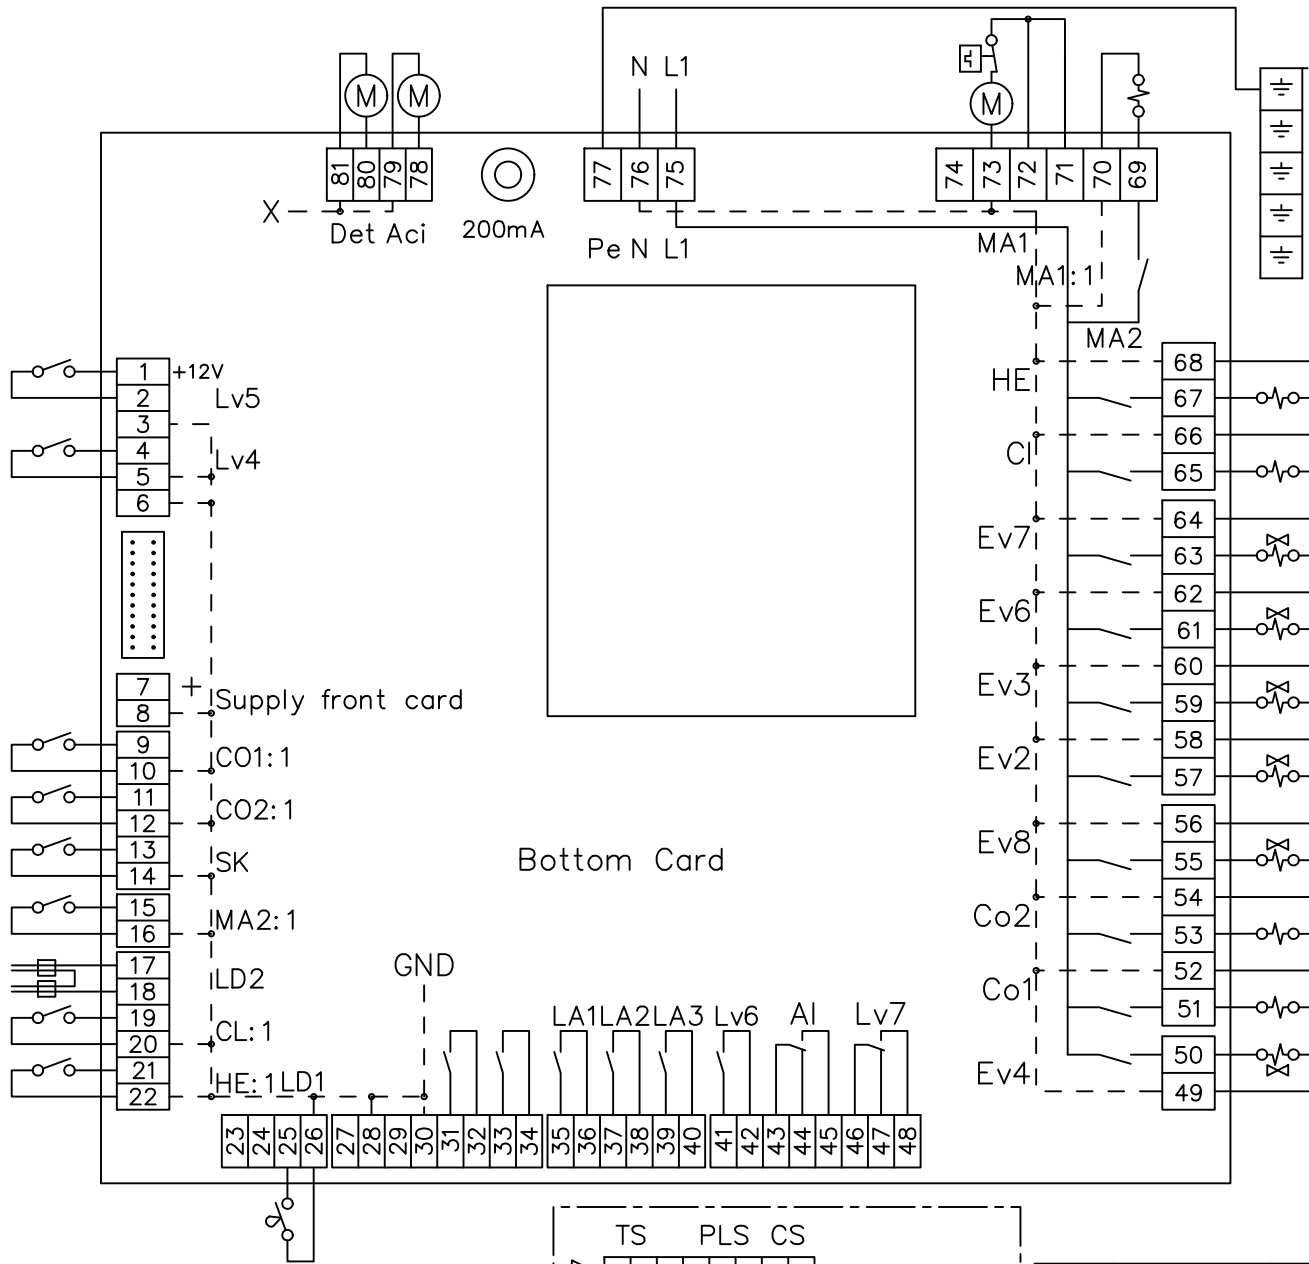 N L1
81 80 79 78
77 76 75
74 73 72 71 70 69
M M
M
X
Det Aci
200mA
Pe N L1
MA1
MA1:1
MA2
1 +12V
2 Lv5
3
4 Lv4
5
6
7 +
8 Supply front card
9
10 CO1:1
11
12 CO2:1
13
14 SK
15
16 MA2:1
17
18 LD2
19
20 CL:1
21
22 HE:1 LD1
GND
Bottom Card
HE 68
67
Cl 66
65
Ev7 64
63
Ev6 62
61
Ev3 60
59
Ev2 58
57
Ev8 56
55
Co2 54
53
Co1 52
51
50
Ev4 49
LA1 LA2 LA3 Lv6 Al Lv7
23 24 25 26 27 28 29 30 31 32 33 34 35 36 37 38 39 40 41 42 43 44 45 46 47 48
TS PLS CS